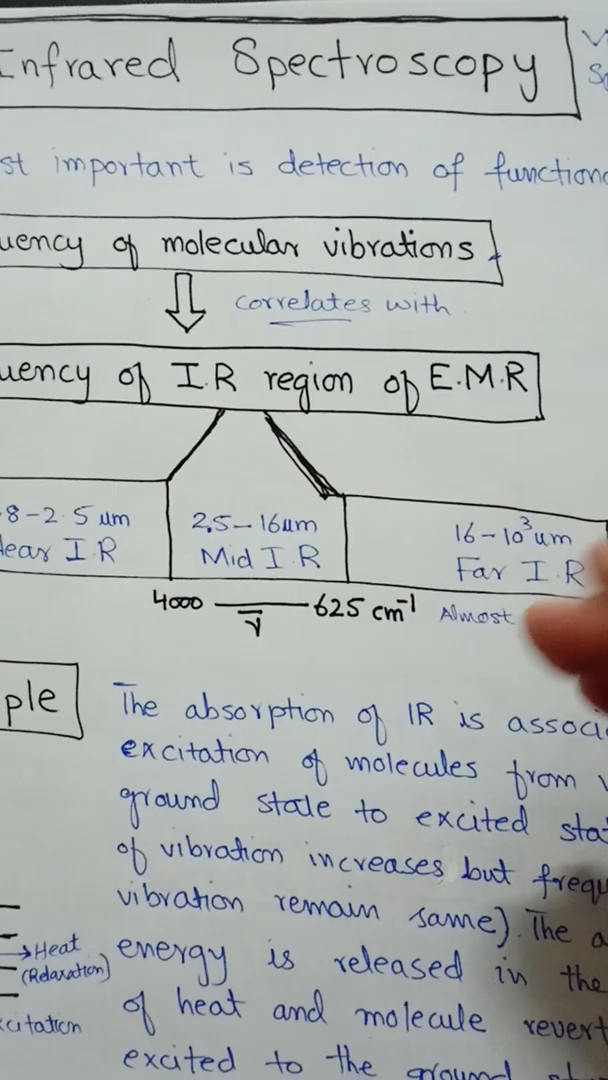 Infrared Spectroscopy
st important is detection of function
uency of molecular vibrations
correlates with
uency of I.R region of E.M.R
8-2.5 um
Near I.R
2.5-16um
Mid I.R
16-10³um
Far I.R
4000 — 625 cm⁻¹ Almost
ν̅
ple
The absorption of IR is associ
excitation of molecules from v
ground state to excited sta
of vibration increases but frequ
vibration remain same). The a
energy is released in the
→Heat
(Relaxation)
of heat and molecule revert
citation
excited to the ground